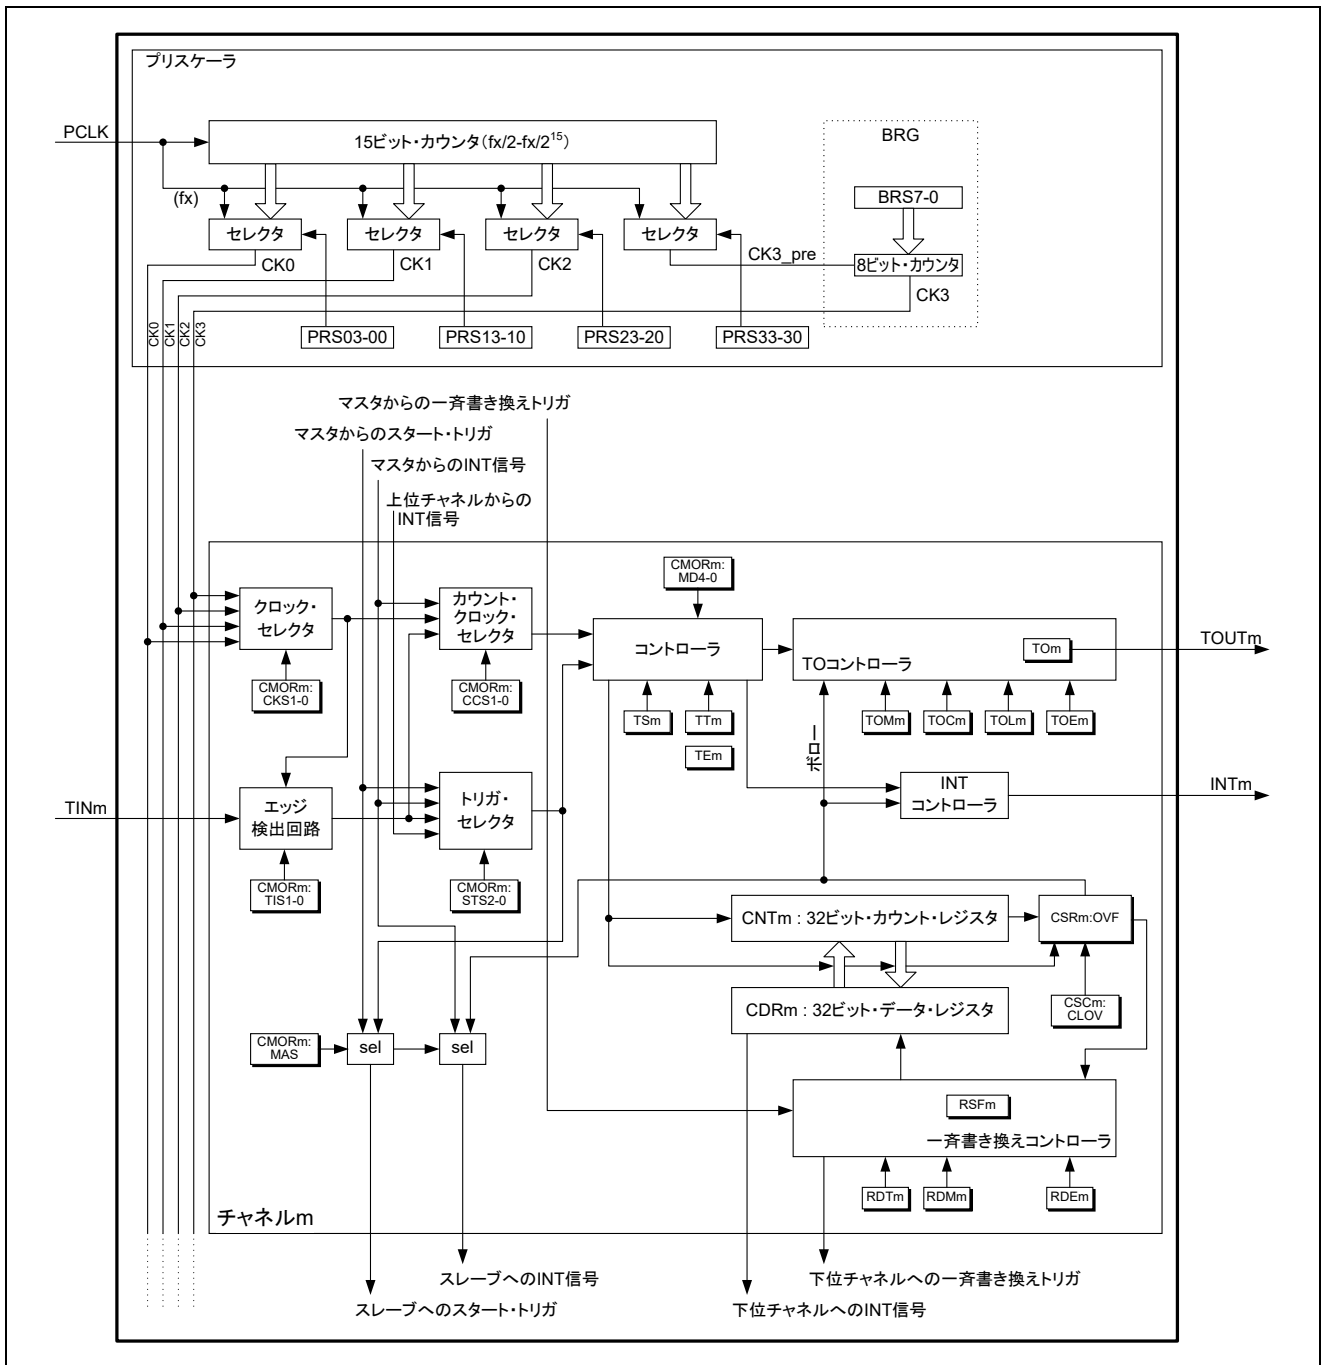 プリスケーラ
PCLK
15ビット・カウンタ(fx/2-fx/2¹⁵)
BRG
(fx)
BRS7-0
セレクタ
セレクタ
セレクタ
セレクタ
CK0
CK1
CK2
CK3_pre
8ビット・カウンタ
CK3
CK0
CK1
CK2
CK3
PRS03-00
PRS13-10
PRS23-20
PRS33-30
マスタからの一斉書き換えトリガ
マスタからのスタート・トリガ
マスタからのINT信号
上位チャネルからの
INT信号
クロック・
セレクタ
カウント・
クロック・
セレクタ
CMORm:
MD4-0
コントローラ
TOm
TOコントローラ
TOUTm
CMORm:
CKS1-0
CMORm:
CCS1-0
TSm
TTm
TEm
TOMm
TOCm
TOLm
TOEm
ボロー
TINm
エッジ
検出回路
トリガ・
セレクタ
INT
コントローラ
INTm
CMORm:
TIS1-0
CMORm:
STS2-0
CNTm : 32ビット・カウント・レジスタ
CSRm:OVF
CDRm : 32ビット・データ・レジスタ
CSCm:
CLOV
CMORm:
MAS
sel
sel
RSFm
一斉書き換えコントローラ
RDTm
RDMm
RDEm
チャネルm
スレーブへのINT信号
スレーブへのスタート・トリガ
下位チャネルへの一斉書き換えトリガ
下位チャネルへのINT信号